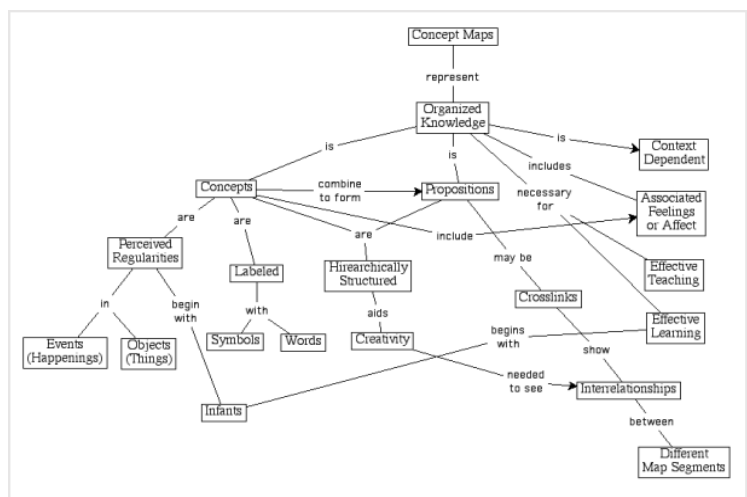 Concept Maps
represent
Organized
Knowledge
is
is
is
Context
Dependent
includes
Concepts
combine
to form
Propositions
necessary
for
Associated
Feelings
or Affect
are
are
are
include
Perceived
Regularities
Labeled
Hirearchically
Structured
may be
Effective
Teaching
in
begin
with
with
aids
Crosslinks
Events
(Happenings)
Objects
(Things)
Symbols
Words
Creativity
begins
with
Effective
Learning
show
needed
to see
Infants
Interrelationships
between
Different
Map Segments